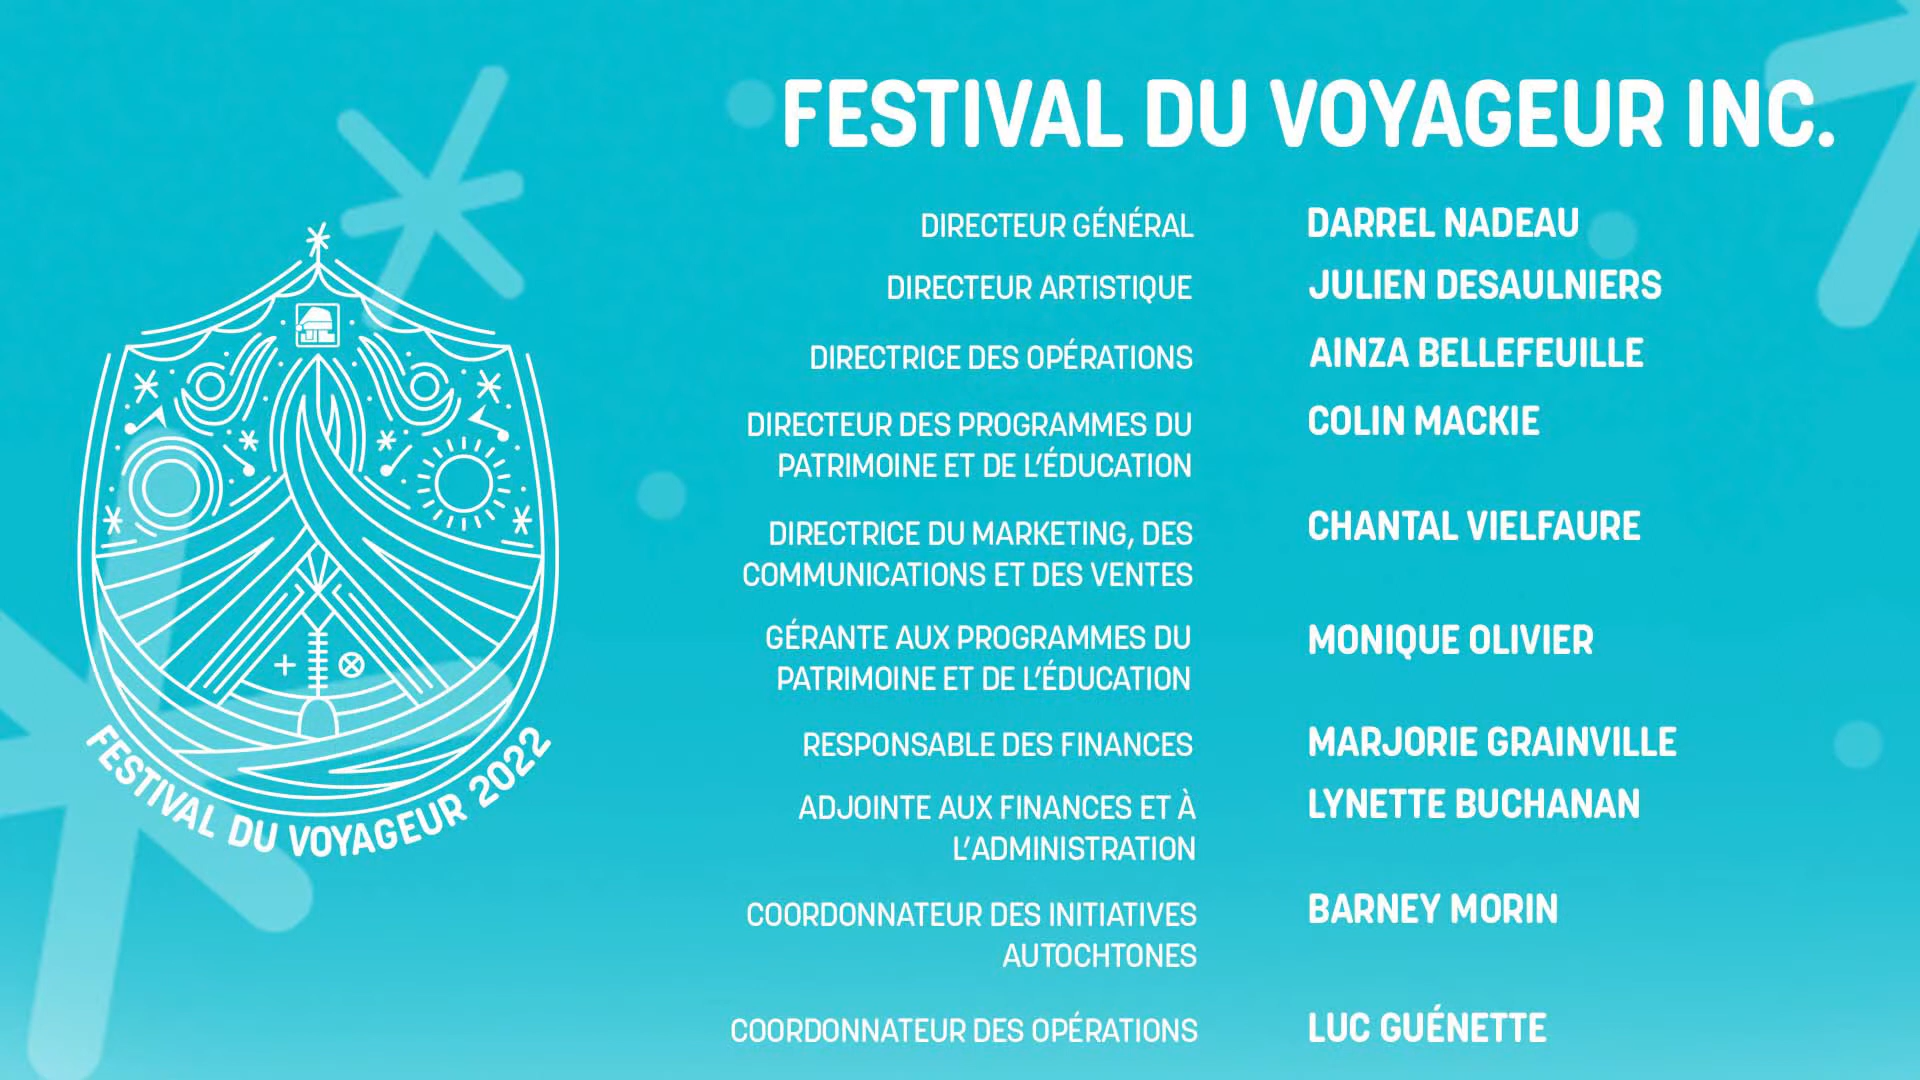 FESTIVAL DU VOYAGEUR INC.
DIRECTEUR GÉNÉRAL DARREL NADEAU
DIRECTEUR ARTISTIQUE JULIEN DESAULNIERS
DIRECTRICE DES OPÉRATIONS AINZA BELLEFEUILLE
DIRECTEUR DES PROGRAMMES DU COLIN MACKIE
PATRIMOINE ET DE L'ÉDUCATION
DIRECTRICE DU MARKETING, DES CHANTAL VIELFAURE
COMMUNICATIONS ET DES VENTES
GÉRANTE AUX PROGRAMMES DU MONIQUE OLIVIER
PATRIMOINE ET DE L'ÉDUCATION
RESPONSABLE DES FINANCES MARJORIE GRAINVILLE
ADJOINTE AUX FINANCES ET À LYNETTE BUCHANAN
L'ADMINISTRATION
COORDONNATEUR DES INITIATIVES BARNEY MORIN
AUTOCHTONES
COORDONNATEUR DES OPÉRATIONS LUC GUÉNETTE
FESTIVAL DU VOYAGEUR 2022